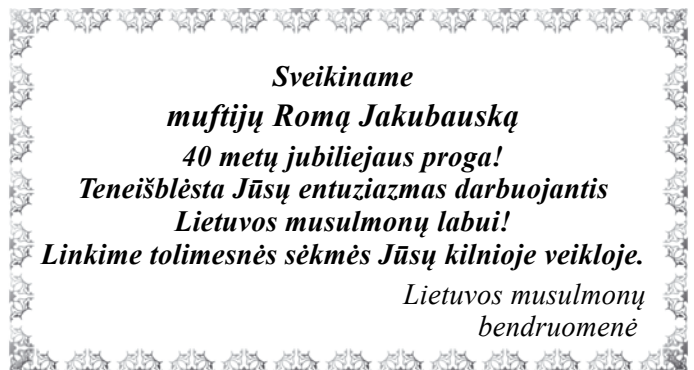 Sveikiname
muftijų Romą Jakubauską
40 metų jubiliejaus proga!
Teneišblėsta Jūsų entuziazmas darbuojantis
Lietuvos musulmonų labui!
Linkime tolimesnės sėkmės Jūsų kilnioje veikloje.
Lietuvos musulmonų
bendruomenė